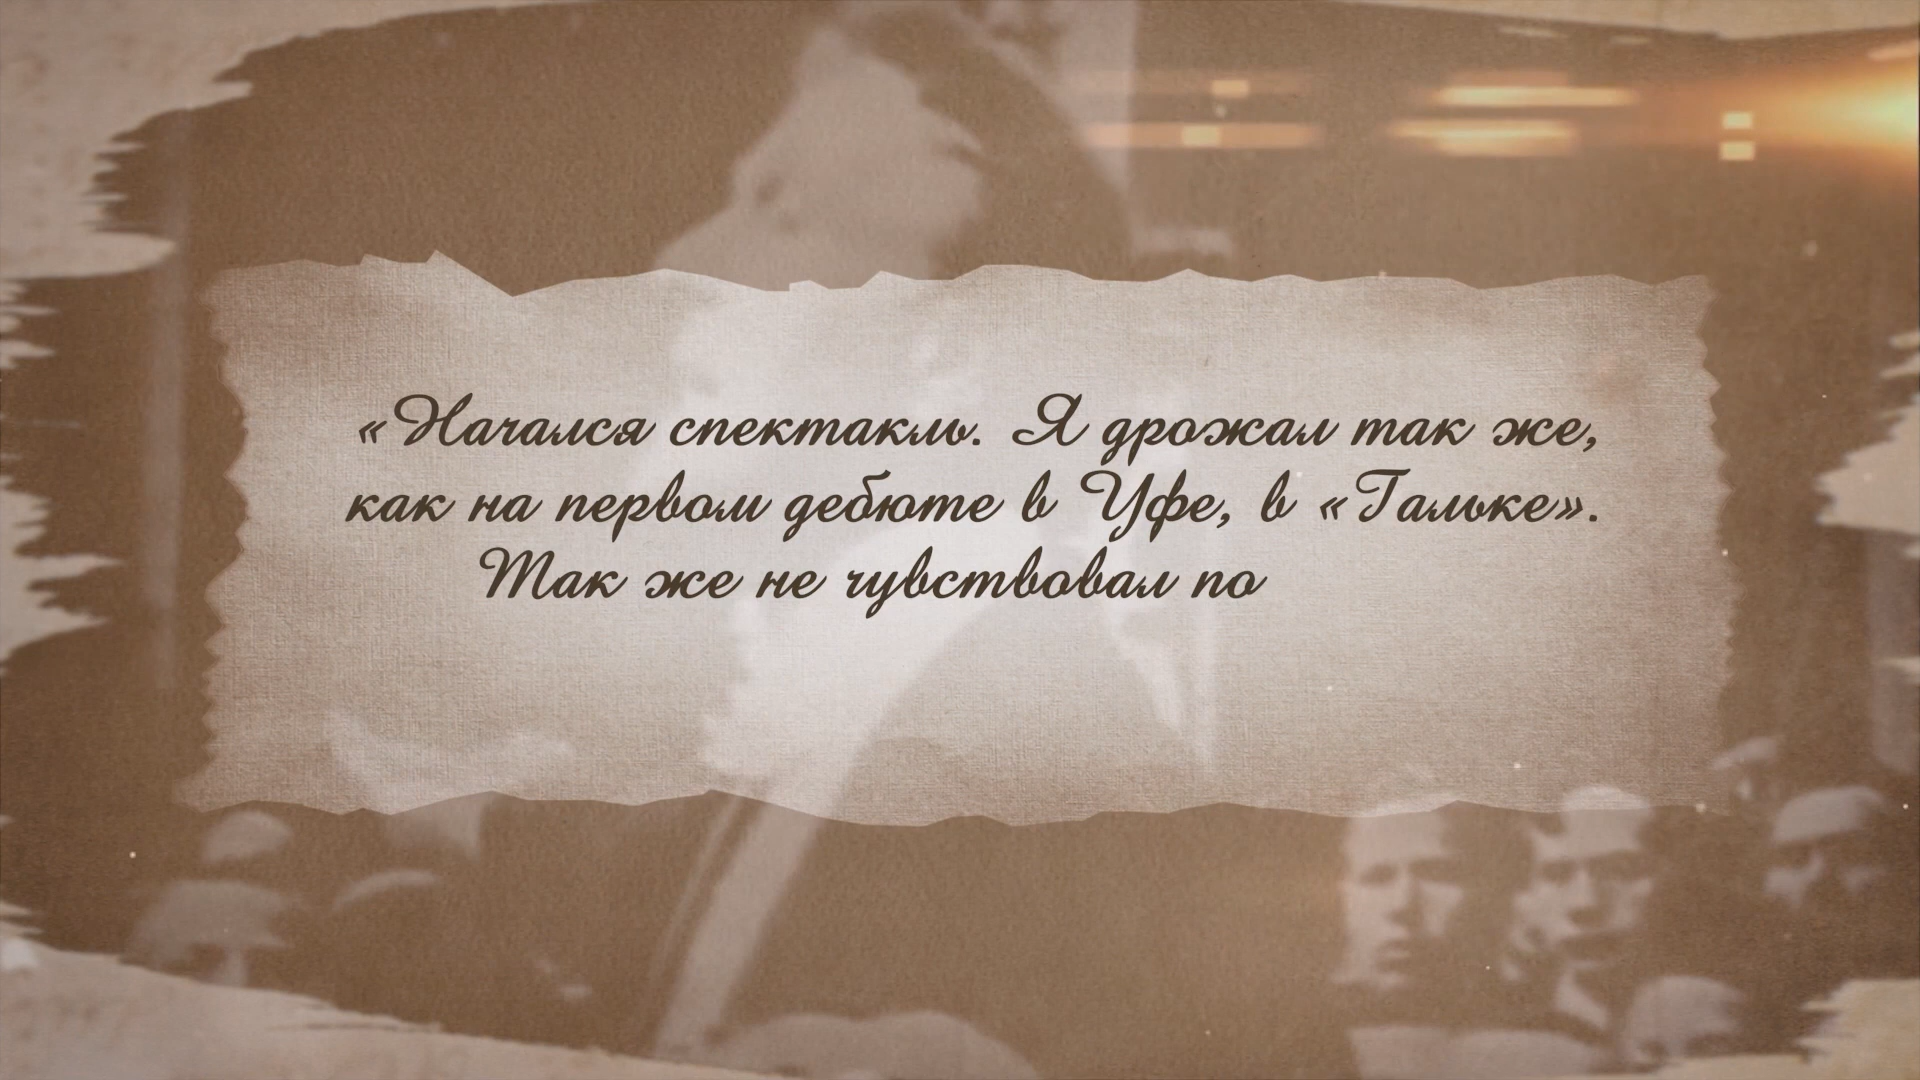 «Начался спектакль. Я дрожал так же,
как на первом дебюте в Уфе, в «Гальке».
Так же не чувствовал по